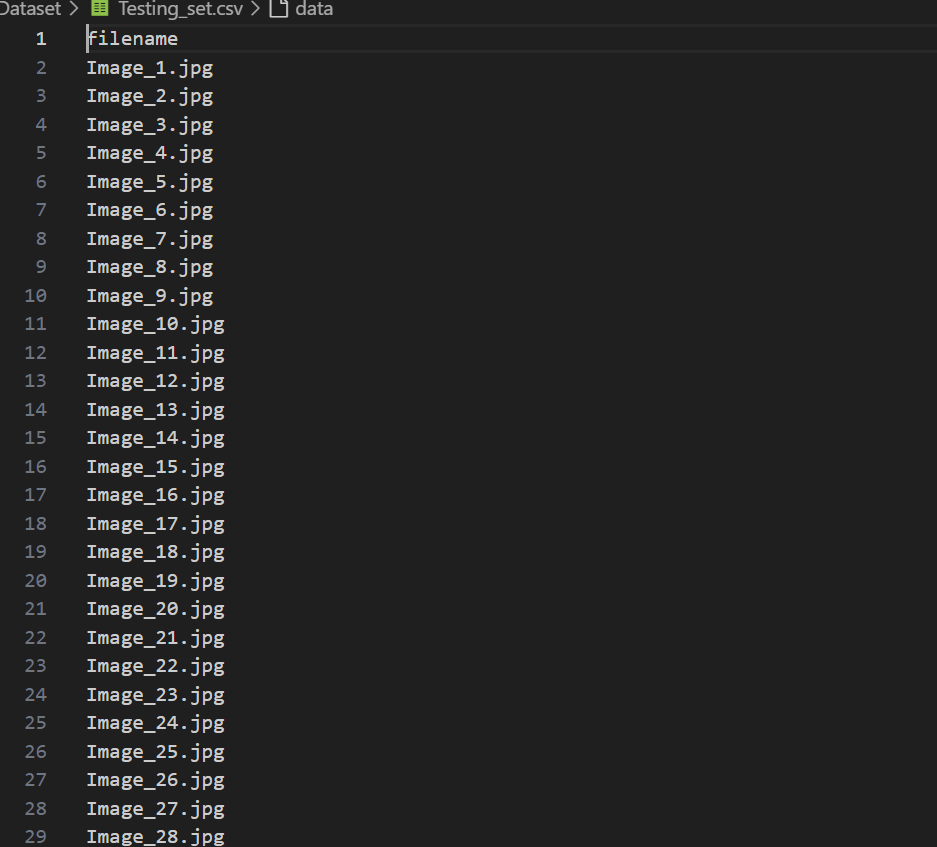 Dataset > Testing_set.csv > data
1 filename
2 Image_1.jpg
3 Image_2.jpg
4 Image_3.jpg
5 Image_4.jpg
6 Image_5.jpg
7 Image_6.jpg
8 Image_7.jpg
9 Image_8.jpg
10 Image_9.jpg
11 Image_10.jpg
12 Image_11.jpg
13 Image_12.jpg
14 Image_13.jpg
15 Image_14.jpg
16 Image_15.jpg
17 Image_16.jpg
18 Image_17.jpg
19 Image_18.jpg
20 Image_19.jpg
21 Image_20.jpg
22 Image_21.jpg
23 Image_22.jpg
24 Image_23.jpg
25 Image_24.jpg
26 Image_25.jpg
27 Image_26.jpg
28 Image_27.jpg
29 Image_28.jpg